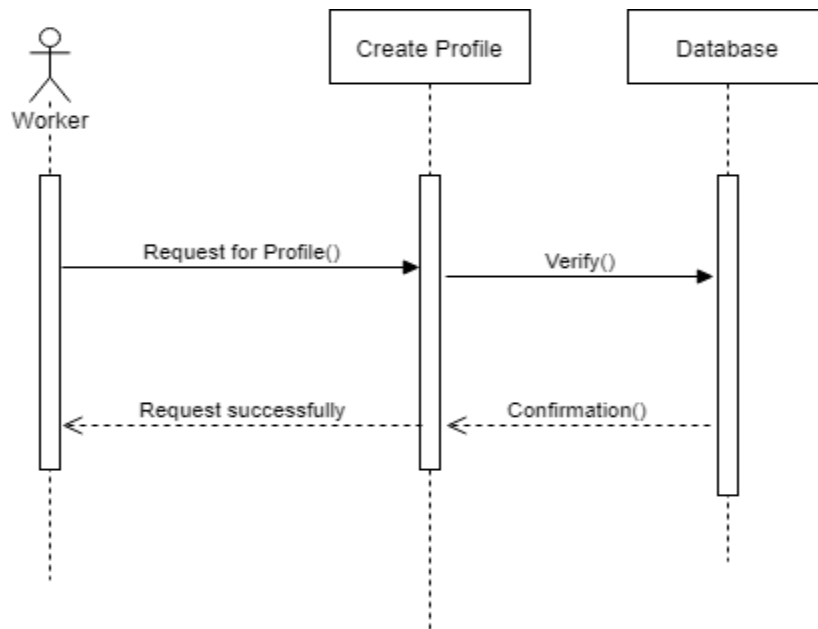 Create Profile
Database
Worker
Request for Profile()
Verify()
Request successfully
Confirmation()